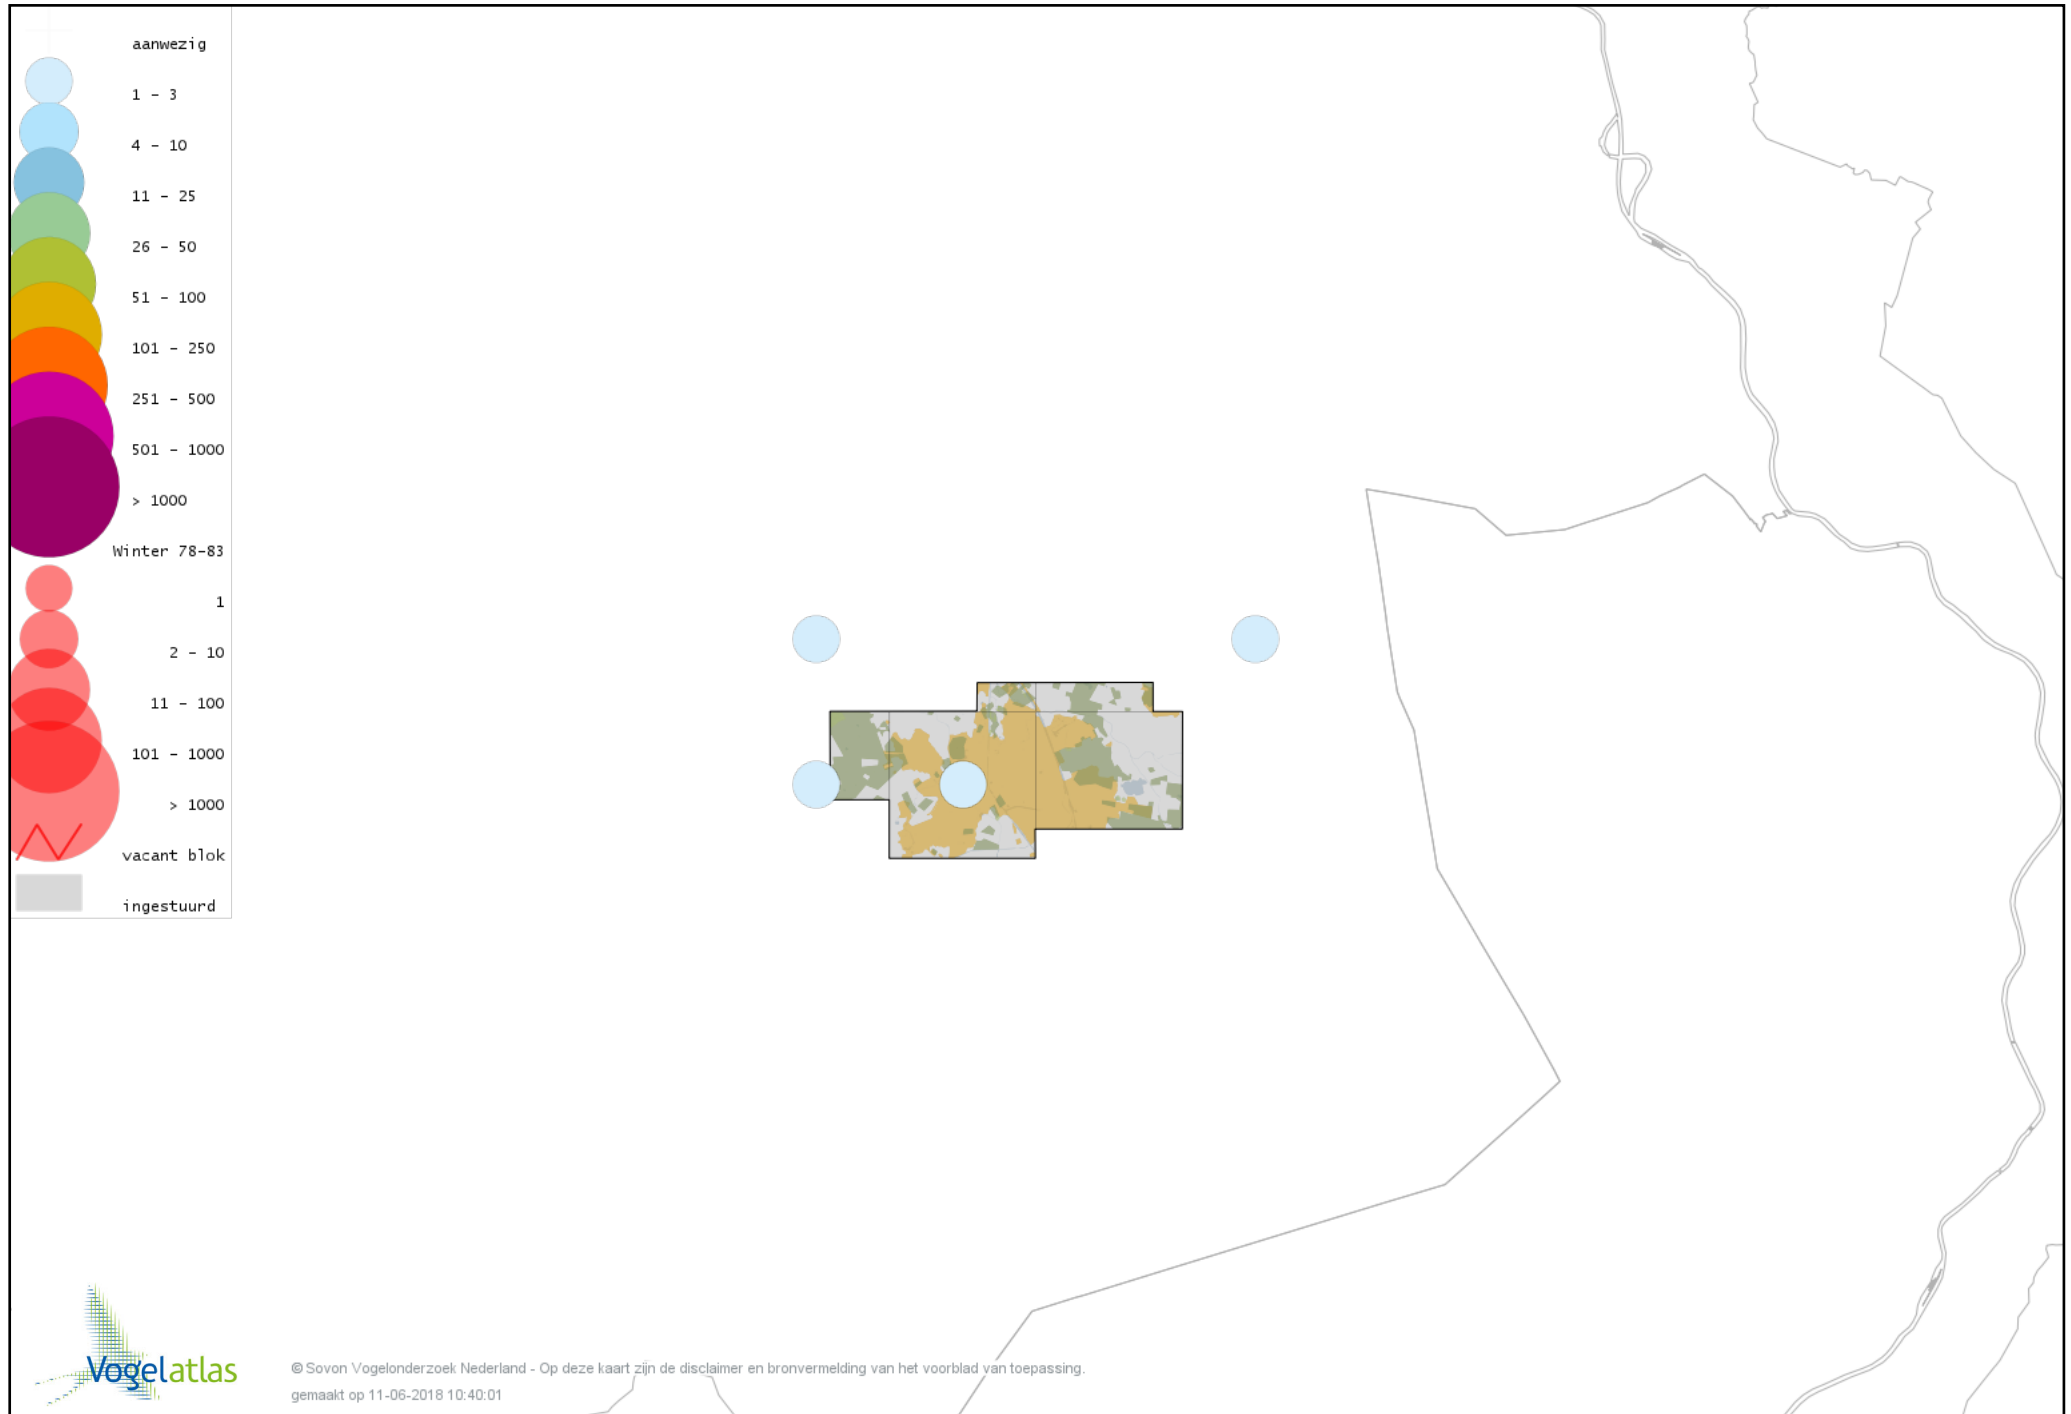 aanwezig
1 - 3
4 - 10
11 - 25
26 - 50
51 - 100
101 - 250
251 - 500
501 - 1000
> 1000
Winter 78-83
1
2 - 10
11 - 100
101 - 1000
> 1000
vacant blok
ingestuurd
Vogelatlas
© Sovon Vogelonderzoek Nederland - Op deze kaart zijn de disclaimer en bronvermelding van het voorblad van toepassing.
gemaakt op 11-06-2018 10:40:01